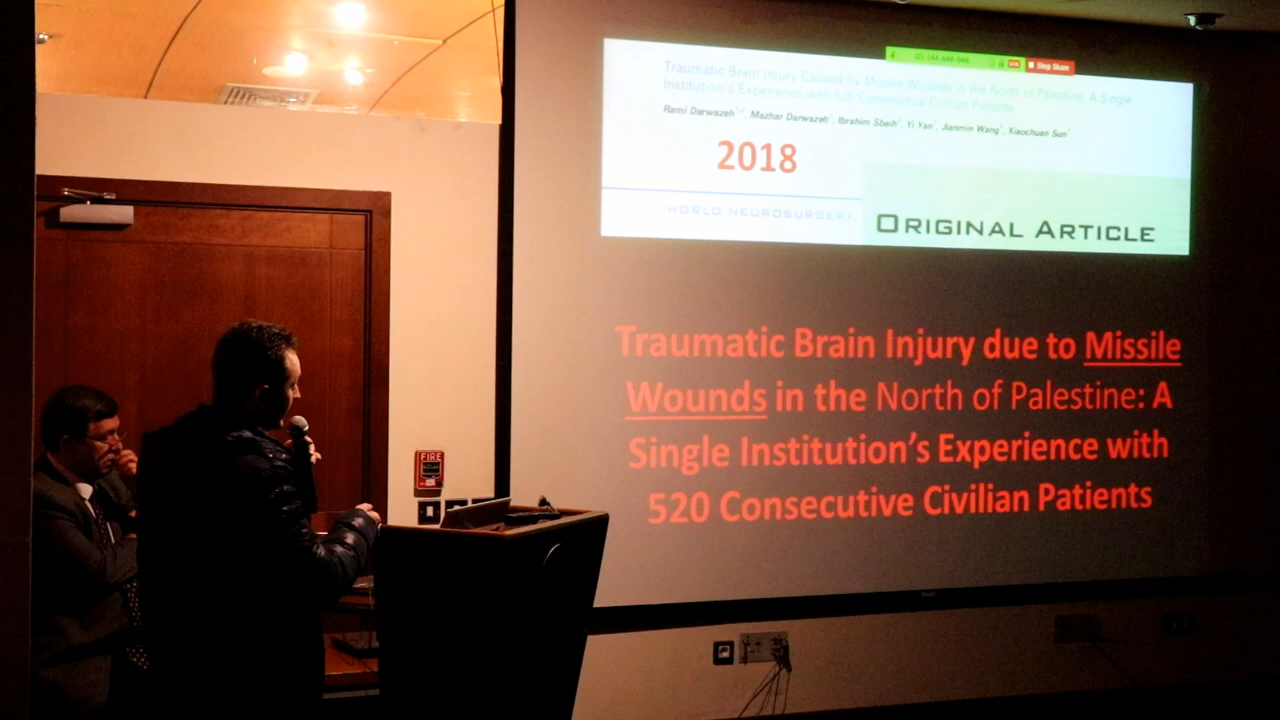 Stop Share
Traumatic Brain Injury Caused by Missile Wounds in the North of Palestine: A Single
Institution's Experience with 520 Consecutive Civilian Patients
Rami Darwazeh, Mazhar Darwazeh, Ibrahim Sbeih, Yi Yan, Jianmin Wang, Xiaochuan Sun
2018
WORLD NEUROSURGERY,
ORIGINAL ARTICLE
Traumatic Brain Injury due to Missile
Wounds in the North of Palestine: A
Single Institution's Experience with
520 Consecutive Civilian Patients
FIRE